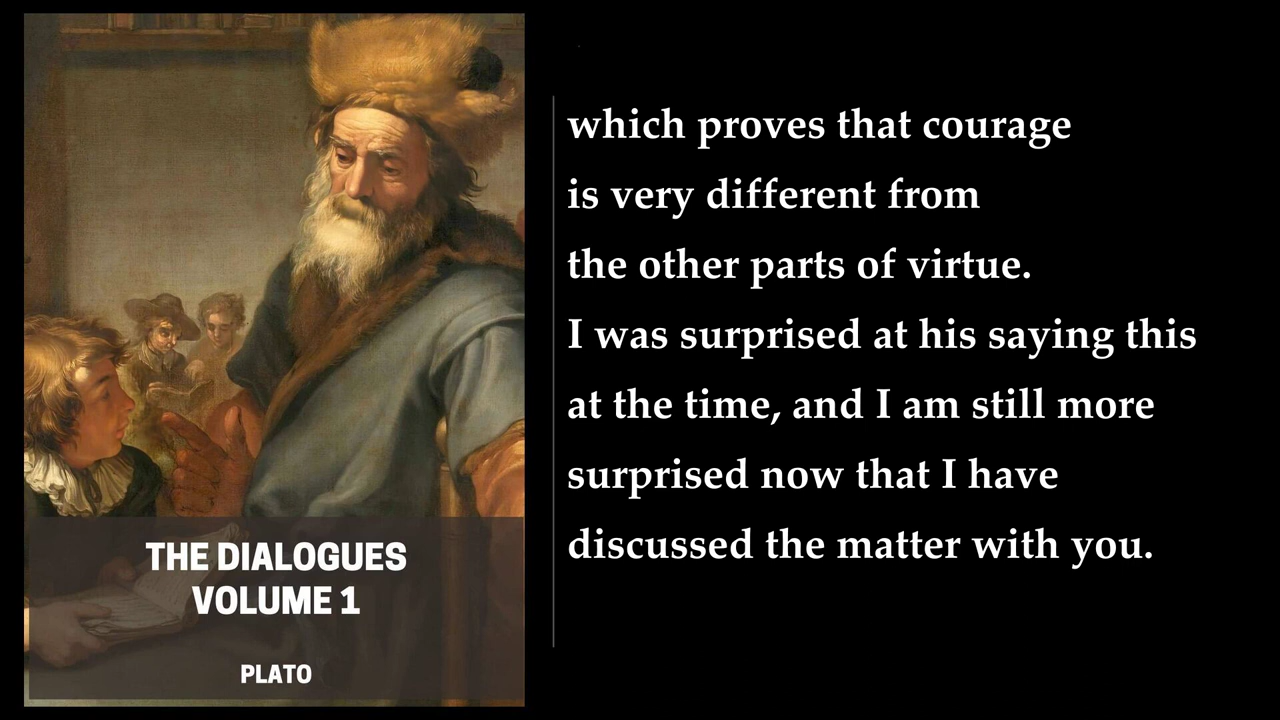 THE DIALOGUES
VOLUME 1
PLATO
which proves that courage
is very different from
the other parts of virtue.
I was surprised at his saying this
at the time, and I am still more
surprised now that I have
discussed the matter with you.